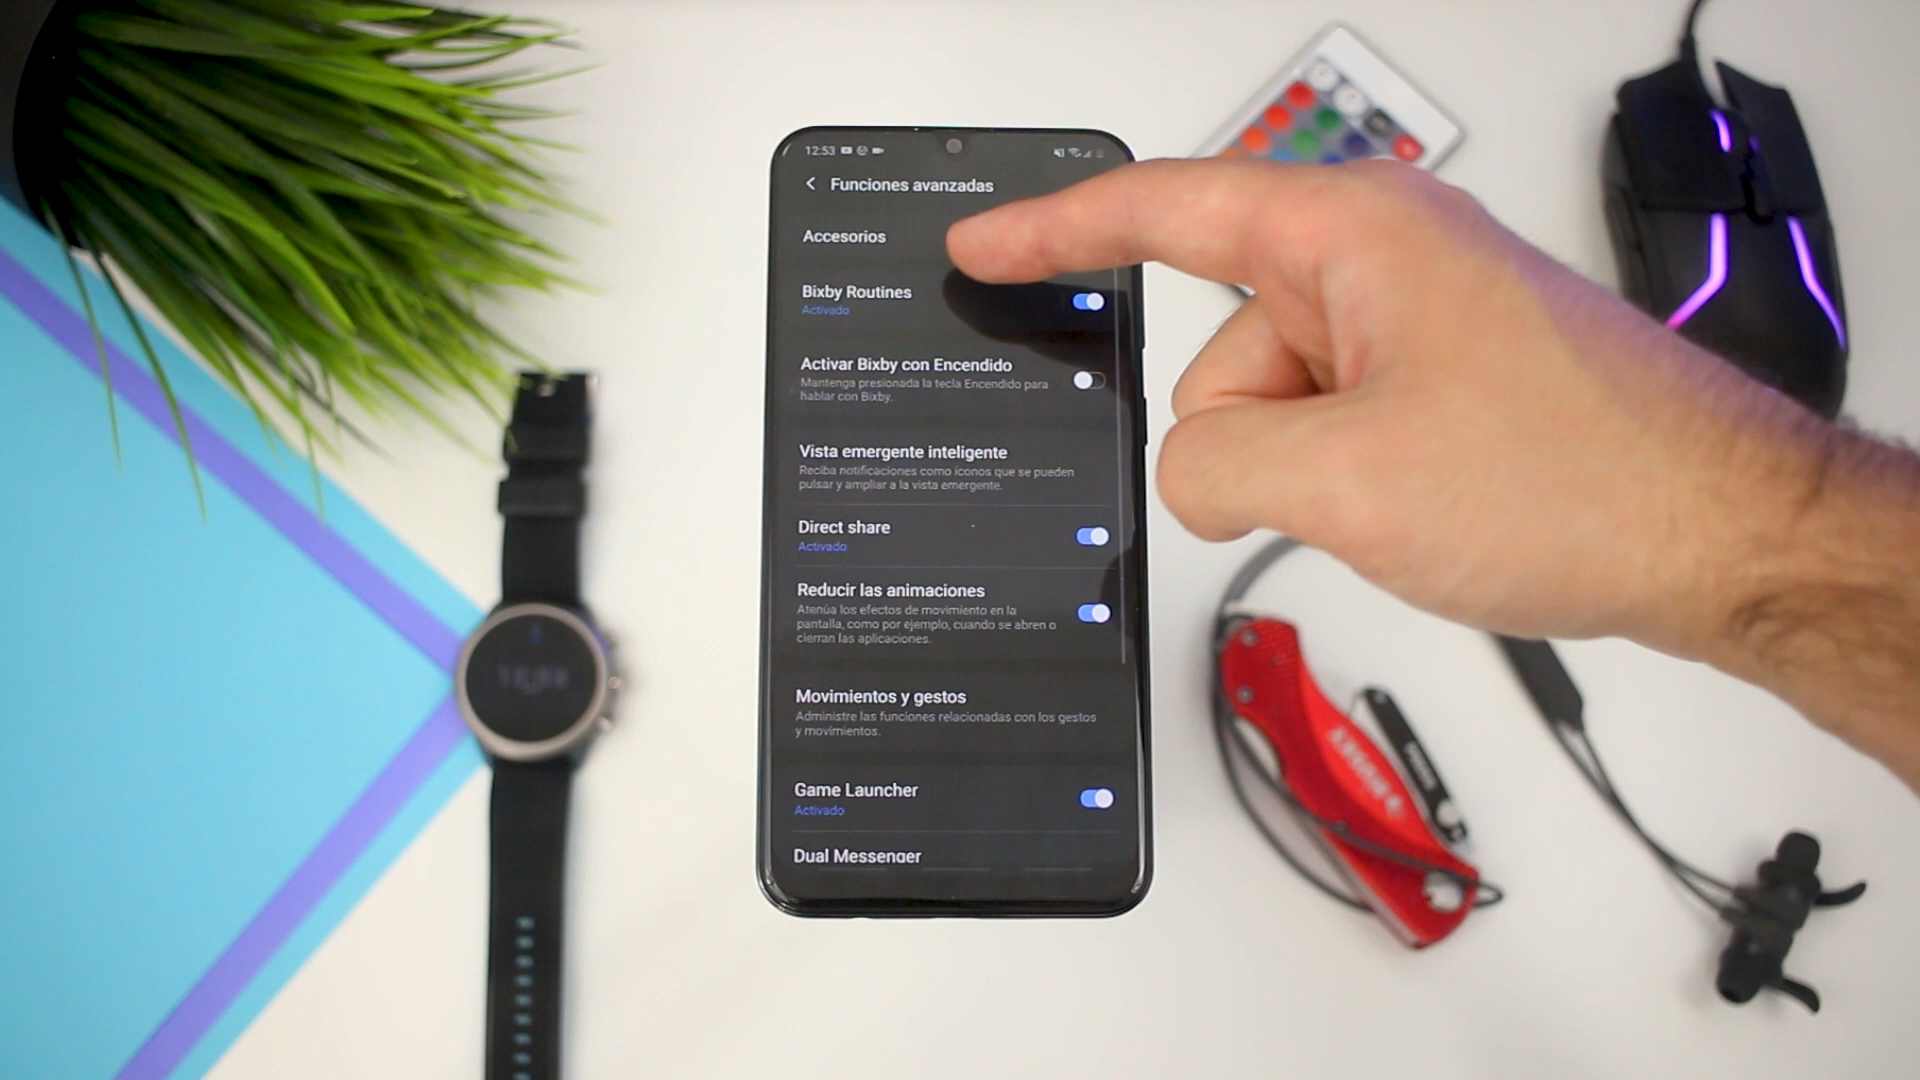 12:53
Funciones avanzadas
Accesorios
Bixby Routines
Activado
Activar Bixby con Encendido
Mantenga presionada la tecla Encendido para
hablar con Bixby.
Vista emergente inteligente
Reciba notificaciones como íconos que se pueden
pulsar y ampliar a la vista emergente.
Direct share
Activado
Reducir las animaciones
Atenúa los efectos de movimiento en la
pantalla, como por ejemplo, cuando se abren o
cierran las aplicaciones.
Movimientos y gestos
Administre las funciones relacionadas con los gestos
y movimientos.
Game Launcher
Activado
Dual Messenger